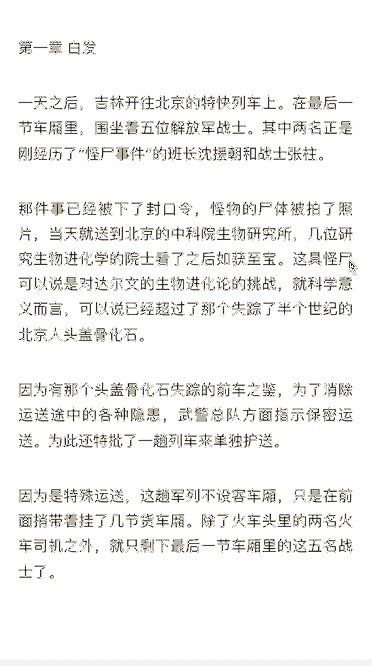 第一章 白发
一天之后，吉林开往北京的特快列车上。在最后一
节车厢里，围坐着五位解放军战士。其中两名正是
刚经历了“怪尸事件”的班长沈援朝和战士张柱。
那件事已经被下了封口令，怪物的尸体被拍了照
片，当天就送到北京的中科院生物研究所，几位研
究生物进化学的院士看了之后如获至宝。这具怪尸
可以说是对达尔文的生物进化论的挑战，就科学意
义而言，可以说已经超过了那个失踪了半个世纪的
北京人头盖骨化石。
因为有那个头盖骨化石失踪的前车之鉴，为了消除
运送途中的各种隐患，武警总队方面指示保密运
送。为此还特批了一趟列车来单独护送。
因为是特殊运送，这趟军列不设客车厢，只是在前
面捎带着挂了几节货车厢。除了火车头里的两名火
车司机之外，就只剩下最后一节车厢里的这五名战
士了。